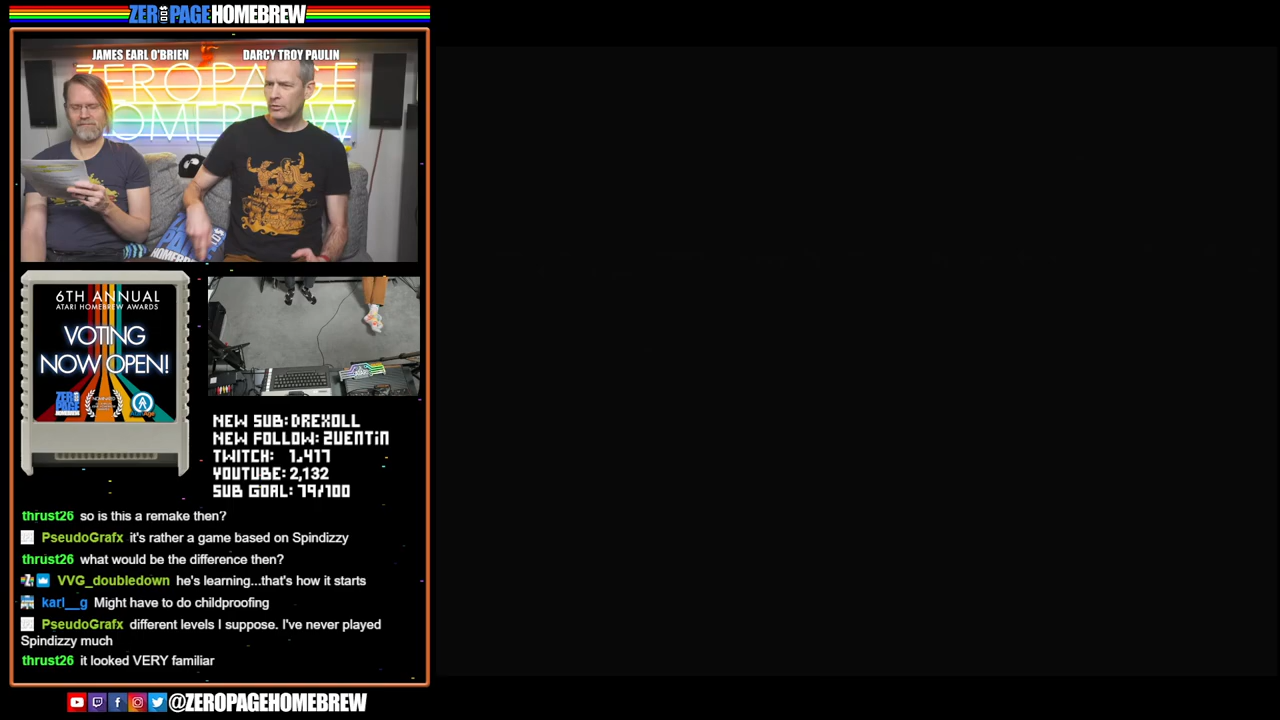 ZEROPAGE HOMEBREW
JAMES EARL O'BRIEN
DARCY TROY PAULIN
ZEROPAGE
HOMEBREW
6TH ANNUAL
ATARI HOMEBREW AWARDS
VOTING
NOW OPEN!
NEW SUB: DREXOLL
NEW FOLLOW: ZUENTIN
TWITCH: 1,417
YOUTUBE: 2,132
SUB GOAL: 79/100
thrust26 so is this a remake then?
PseudoGrafx it's rather a game based on Spindizzy
thrust26 what would be the difference then?
VVG_doubledown he's learning...that's how it starts
karl__g Might have to do childproofing
PseudoGrafx different levels I suppose. I've never played
Spindizzy much
thrust26 it looked VERY familiar
@ZEROPAGEHOMEBREW